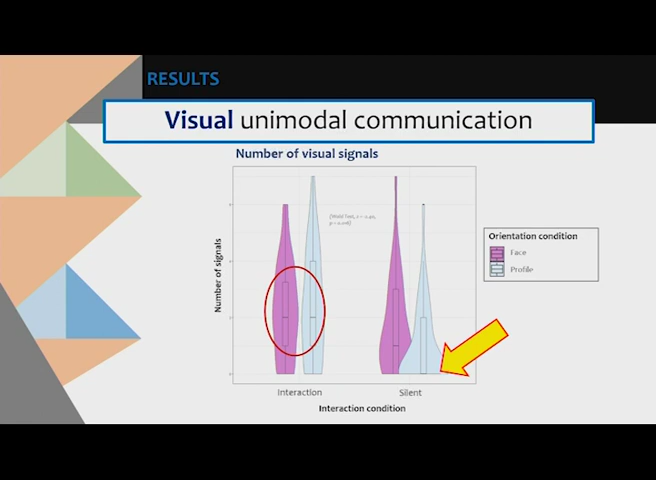 RESULTS
Visual unimodal communication
Number of visual signals
Orientation condition
Face
Profile
Number of signals
Interaction
Silent
Interaction condition